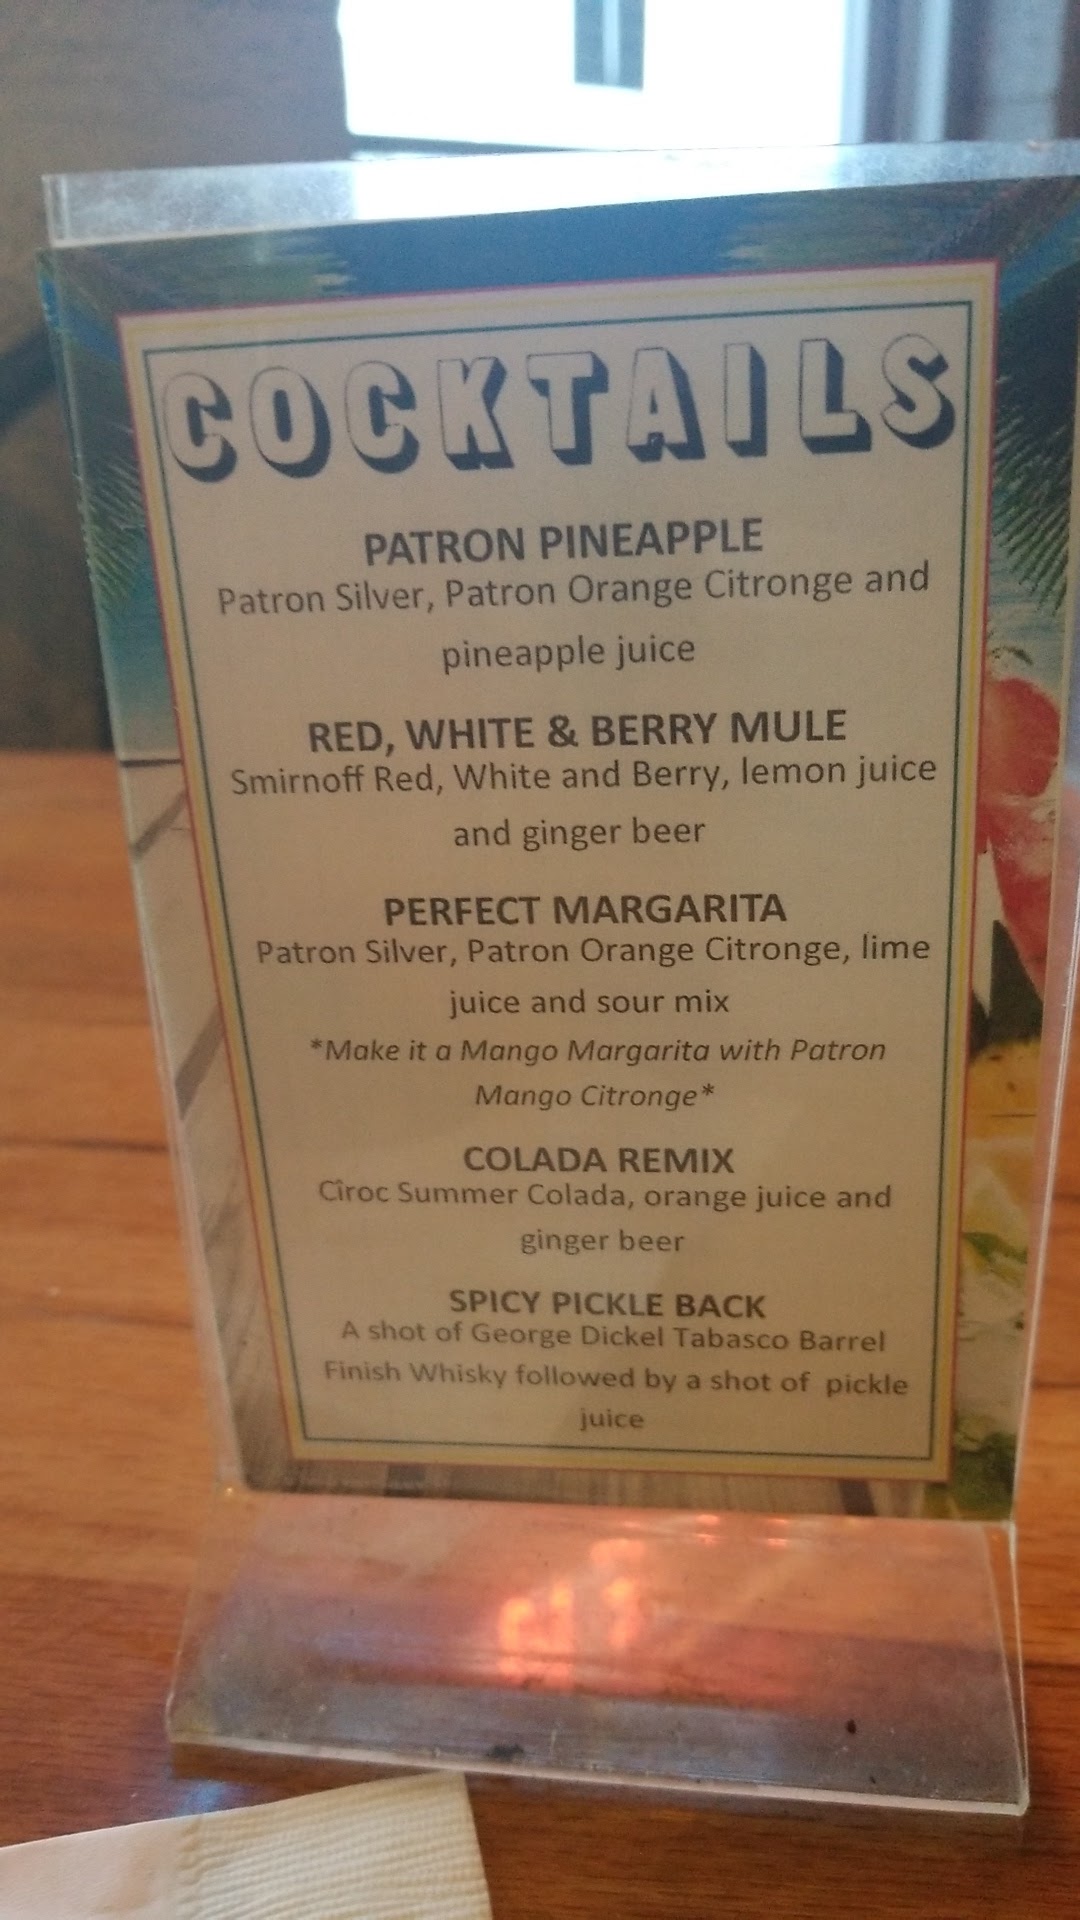 COCKTAILS
PATRON PINEAPPLE
Patron Silver, Patron Orange Citronge and
pineapple juice
RED, WHITE & BERRY MULE
Smirnoff Red, White and Berry, lemon juice
and ginger beer
PERFECT MARGARITA
Patron Silver, Patron Orange Citronge, lime
juice and sour mix
*Make it a Mango Margarita with Patron
Mango Citronge*
COLADA REMIX
Cîroc Summer Colada, orange juice and
ginger beer
SPICY PICKLE BACK
A shot of George Dickel Tabasco Barrel
Finish Whisky followed by a shot of pickle
juice